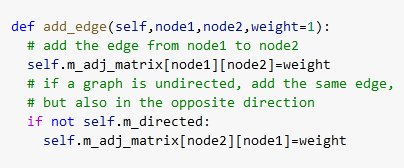 def add_edge(self,node1,node2,weight=1):
  # add the edge from node1 to node2
  self.m_adj_matrix[node1][node2]=weight
  # if a graph is undirected, add the same edge,
  # but also in the opposite direction
  if not self.m_directed:
    self.m_adj_matrix[node2][node1]=weight